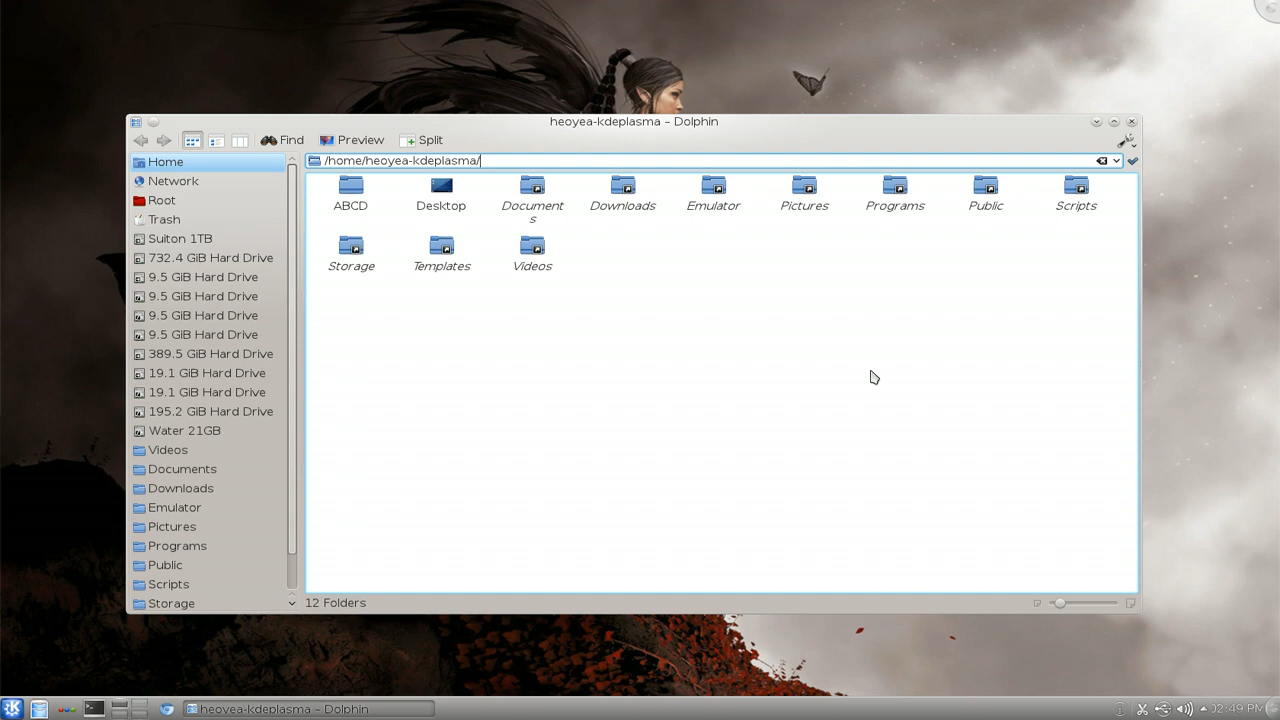 heoyea-kdeplasma – Dolphin
Find
Preview
Split
/home/heoyea-kdeplasma/
Home
Network
Root
Trash
Suiton 1TB
732.4 GiB Hard Drive
9.5 GiB Hard Drive
9.5 GiB Hard Drive
9.5 GiB Hard Drive
9.5 GiB Hard Drive
389.5 GiB Hard Drive
19.1 GiB Hard Drive
19.1 GiB Hard Drive
195.2 GiB Hard Drive
Water 21GB
Videos
Documents
Downloads
Emulator
Pictures
Programs
Public
Scripts
Storage
ABCD
Desktop
Document
s
Downloads
Emulator
Pictures
Programs
Public
Scripts
Storage
Templates
Videos
12 Folders
heoyea-kdeplasma – Dolphin
02:49 PM